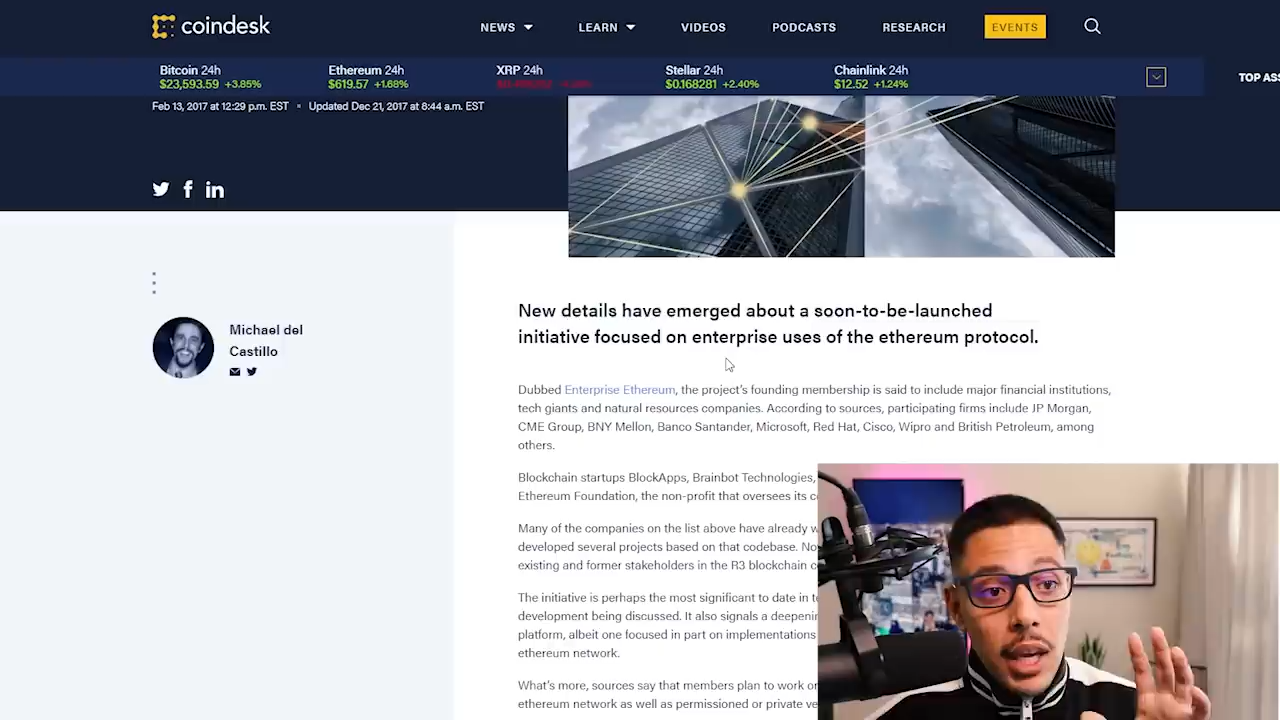 coindesk
NEWS LEARN VIDEOS PODCASTS RESEARCH EVENTS
Bitcoin 24h Ethereum 24h XRP 24h Stellar 24h Chainlink 24h
$23,593.59 +3.85% $619.57 +1.68% $0.168281 +2.40% $12.52 +1.24%
TOP ASS
Feb 13, 2017 at 12:29 p.m. EST • Updated Dec 21, 2017 at 8:44 a.m. EST
Michael del
Castillo
New details have emerged about a soon-to-be-launched
initiative focused on enterprise uses of the ethereum protocol.
Dubbed Enterprise Ethereum, the project's founding membership is said to include major financial institutions,
tech giants and natural resources companies. According to sources, participating firms include JP Morgan,
CME Group, BNY Mellon, Banco Santander, Microsoft, Red Hat, Cisco, Wipro and British Petroleum, among
others.
Blockchain startups BlockApps, Brainbot Technologies,
Ethereum Foundation, the non-profit that oversees its
Many of the companies on the list above have already
developed several projects based on that codebase.
existing and former stakeholders in the R3 blockchain
The initiative is perhaps the most significant to date in
development being discussed. It also signals a
platform, albeit one focused in part on implementations
ethereum network.
What's more, sources say that members plan to work
ethereum network as well as permissioned or private